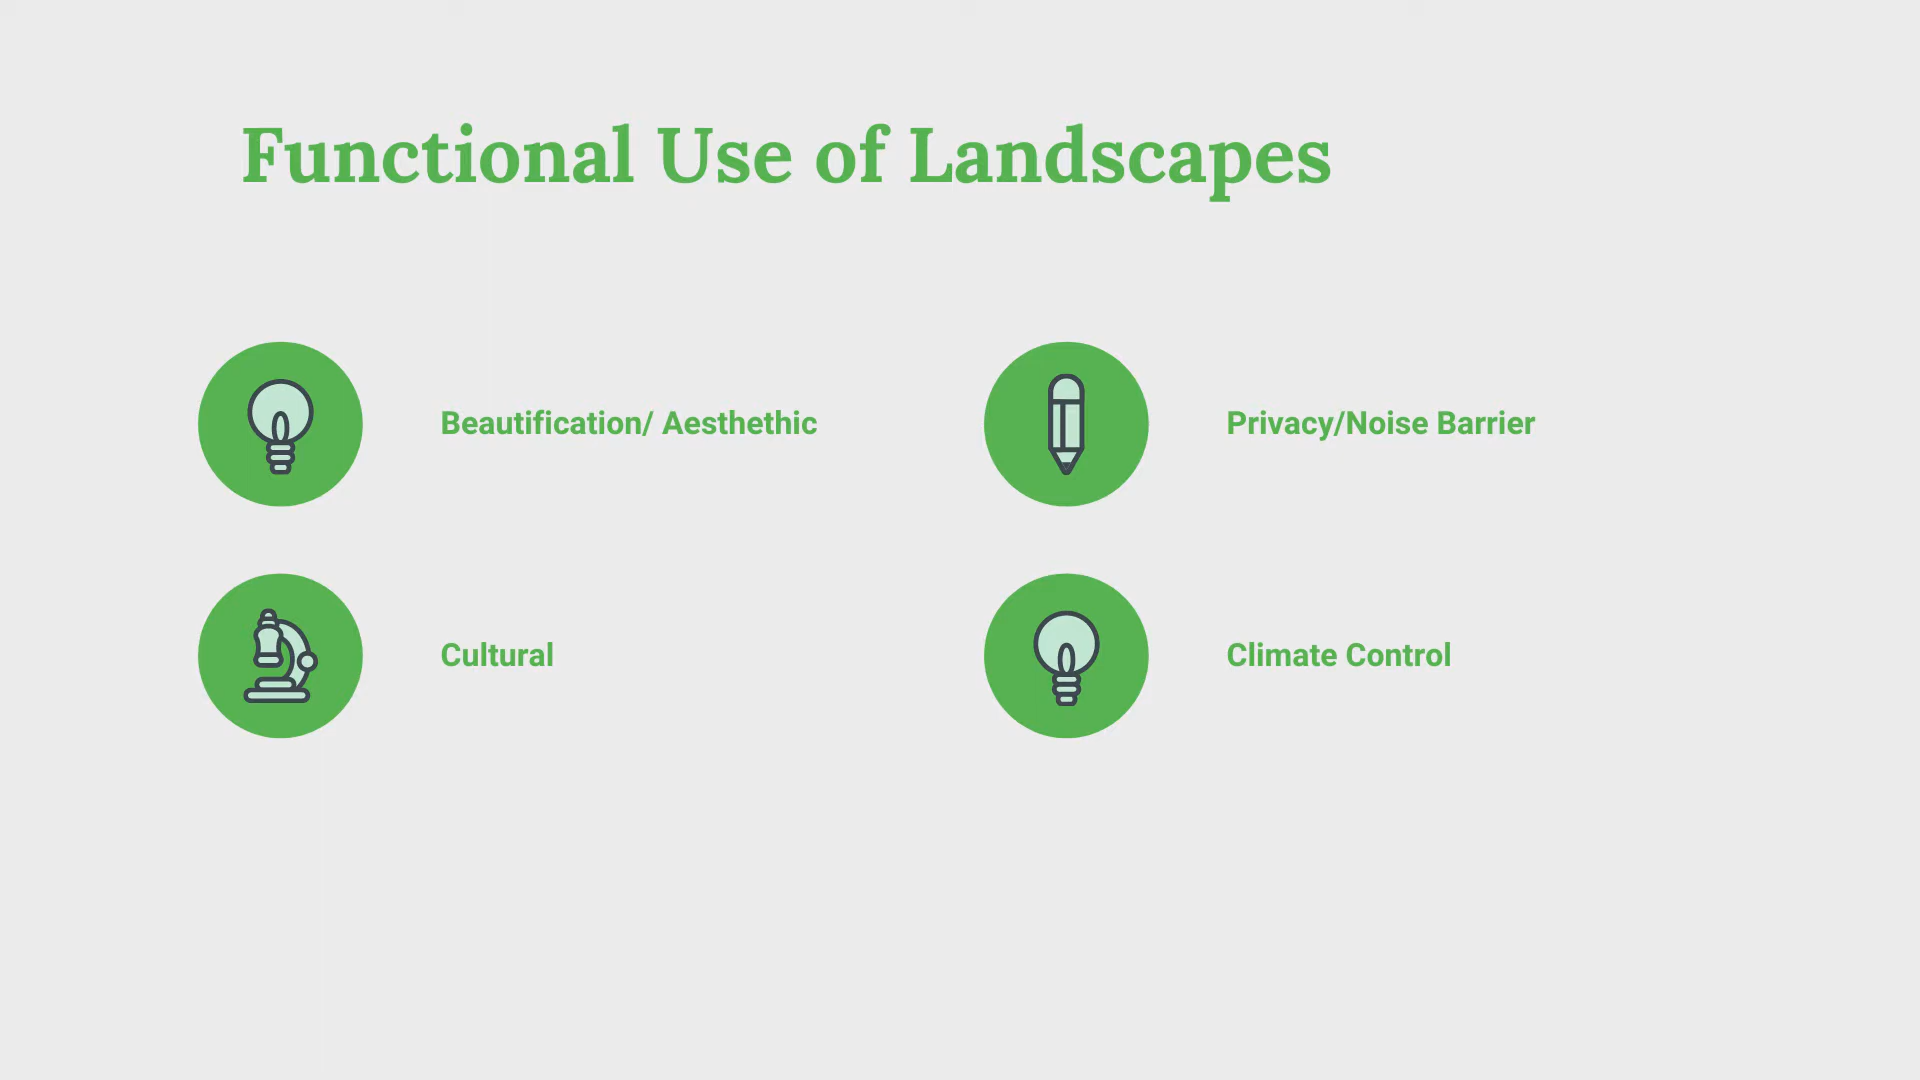 Functional Use of Landscapes
Beautification/ Aesthethic
Privacy/Noise Barrier
Cultural
Climate Control